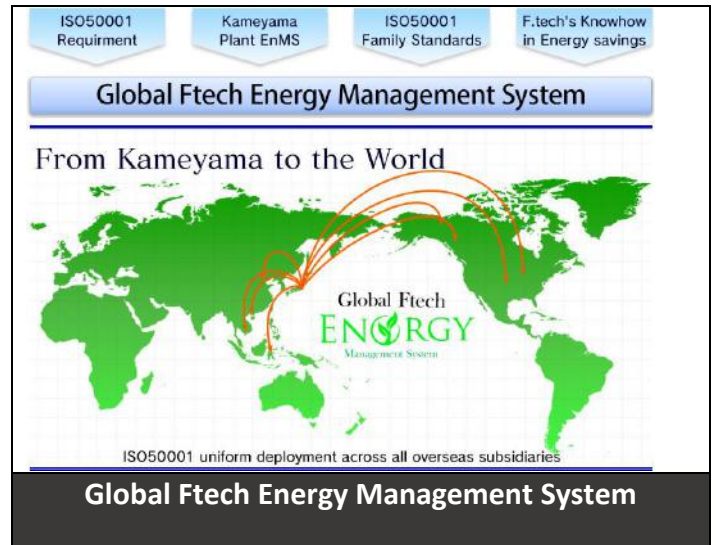 ISO50001
Requirment
Kameyama
Plant EnMS
ISO50001
Family Standards
F.tech's Knowhow
in Energy savings
Global Ftech Energy Management System
From Kameyama to the World
Global Ftech
ENERGY
Management System
ISO50001 uniform deployment across all overseas subsidiaries
Global Ftech Energy Management System